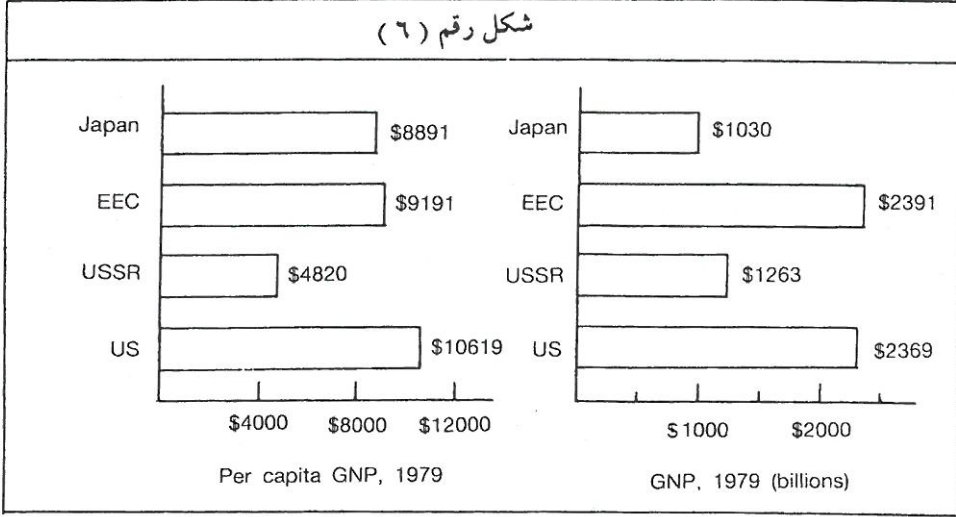 شكل رقم ( ٦ )
Japan $8891
EEC $9191
USSR $4820
US $10619
$4000 $8000 $12000
Per capita GNP, 1979
Japan $1030
EEC $2391
USSR $1263
US $2369
$1000 $2000
GNP, 1979 (billions)